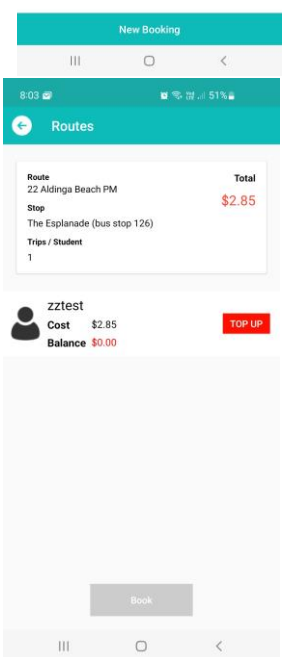 New Booking
8:03 51%
Routes
Route Total
22 Aldinga Beach PM
$2.85
Stop
The Esplanade (bus stop 126)
Trips / Student
1
zztest
Cost $2.85 TOP UP
Balance $0.00
Book